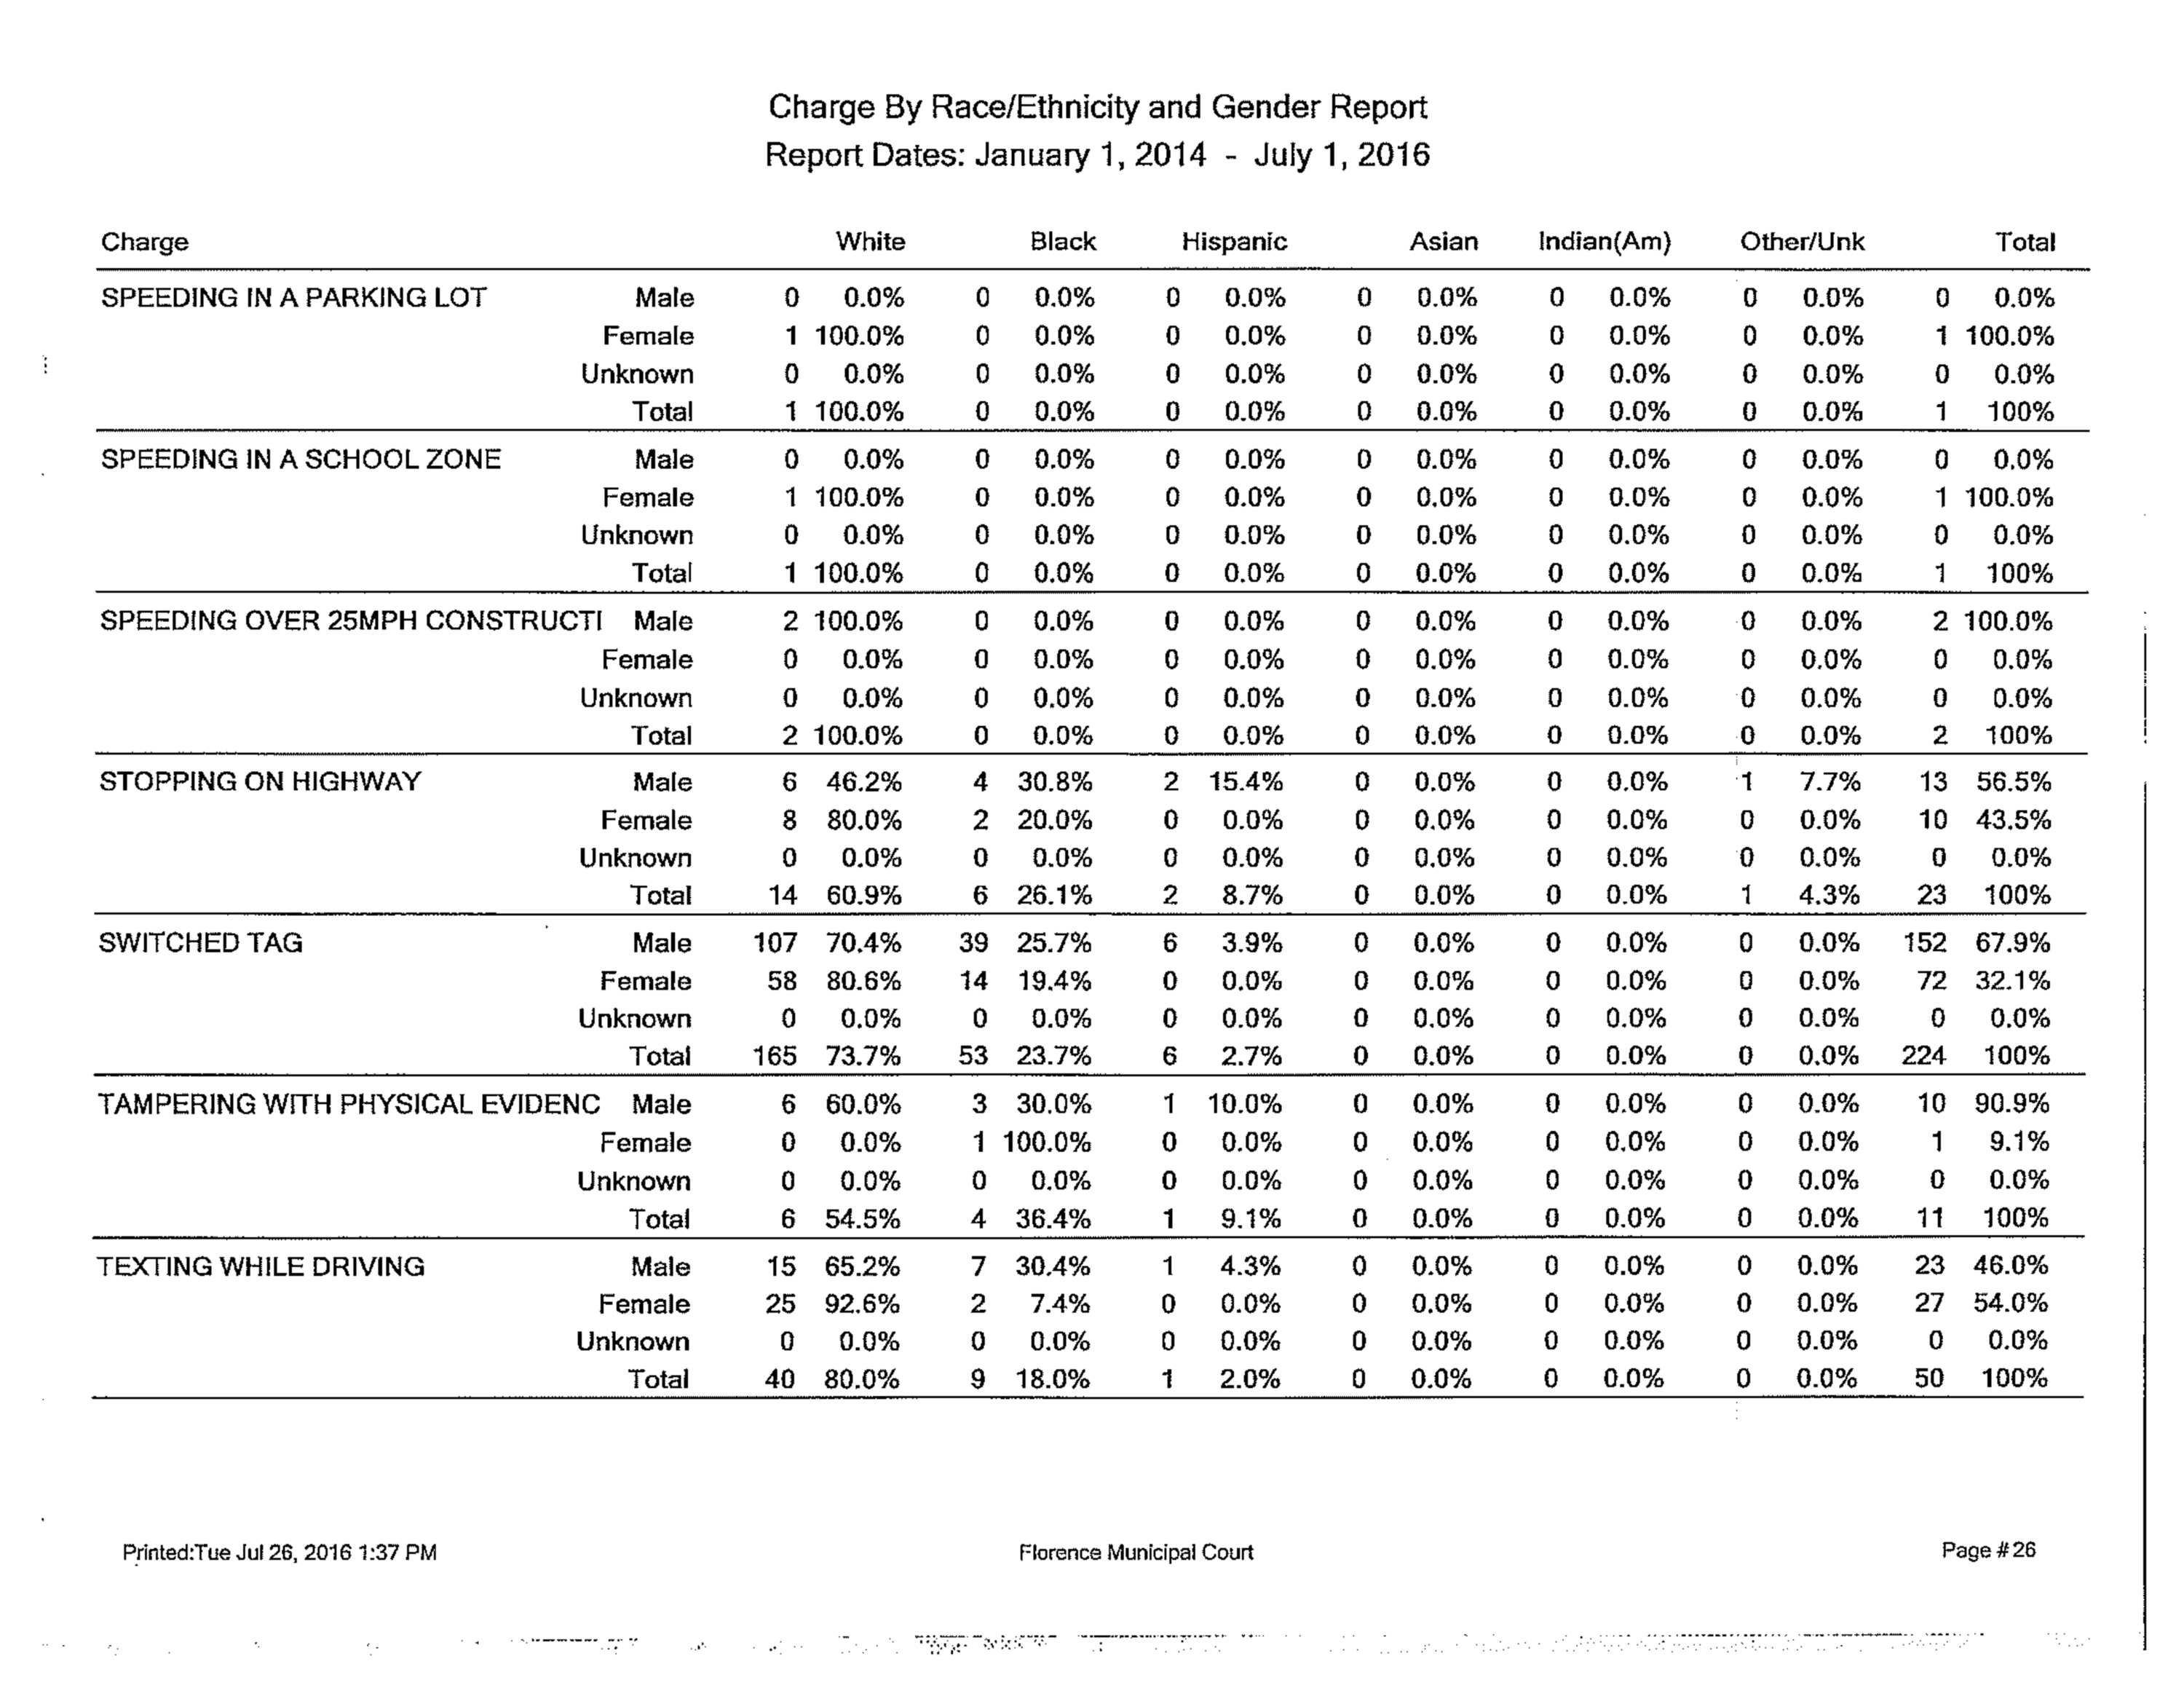 Charge By Race/Ethnicity and Gender Report
Report Dates: January 1, 2014 - July 1, 2016
Charge White Black Hispanic Asian Indian(Am) Other/Unk Total
SPEEDING IN A PARKING LOT Male 0 0.0% 0 0.0% 0 0.0% 0 0.0% 0 0.0% 0 0.0% 0 0.0%
Female 1 100.0% 0 0.0% 0 0.0% 0 0.0% 0 0.0% 0 0.0% 1 100.0%
Unknown 0 0.0% 0 0.0% 0 0.0% 0 0.0% 0 0.0% 0 0.0% 0 0.0%
Total 1 100.0% 0 0.0% 0 0.0% 0 0.0% 0 0.0% 0 0.0% 1 100%
SPEEDING IN A SCHOOL ZONE Male 0 0.0% 0 0.0% 0 0.0% 0 0.0% 0 0.0% 0 0.0% 0 0.0%
Female 1 100.0% 0 0.0% 0 0.0% 0 0.0% 0 0.0% 0 0.0% 1 100.0%
Unknown 0 0.0% 0 0.0% 0 0.0% 0 0.0% 0 0.0% 0 0.0% 0 0.0%
Total 1 100.0% 0 0.0% 0 0.0% 0 0.0% 0 0.0% 0 0.0% 1 100%
SPEEDING OVER 25MPH CONSTRUCTI Male 2 100.0% 0 0.0% 0 0.0% 0 0.0% 0 0.0% 0 0.0% 2 100.0%
Female 0 0.0% 0 0.0% 0 0.0% 0 0.0% 0 0.0% 0 0.0% 0 0.0%
Unknown 0 0.0% 0 0.0% 0 0.0% 0 0.0% 0 0.0% 0 0.0% 0 0.0%
Total 2 100.0% 0 0.0% 0 0.0% 0 0.0% 0 0.0% 0 0.0% 2 100%
STOPPING ON HIGHWAY Male 6 46.2% 4 30.8% 2 15.4% 0 0.0% 0 0.0% 1 7.7% 13 56.5%
Female 8 80.0% 2 20.0% 0 0.0% 0 0.0% 0 0.0% 0 0.0% 10 43.5%
Unknown 0 0.0% 0 0.0% 0 0.0% 0 0.0% 0 0.0% 0 0.0% 0 0.0%
Total 14 60.9% 6 26.1% 2 8.7% 0 0.0% 0 0.0% 1 4.3% 23 100%
SWITCHED TAG Male 107 70.4% 39 25.7% 6 3.9% 0 0.0% 0 0.0% 0 0.0% 152 67.9%
Female 58 80.6% 14 19.4% 0 0.0% 0 0.0% 0 0.0% 0 0.0% 72 32.1%
Unknown 0 0.0% 0 0.0% 0 0.0% 0 0.0% 0 0.0% 0 0.0% 0 0.0%
Total 165 73.7% 53 23.7% 6 2.7% 0 0.0% 0 0.0% 0 0.0% 224 100%
TAMPERING WITH PHYSICAL EVIDENC Male 6 60.0% 3 30.0% 1 10.0% 0 0.0% 0 0.0% 0 0.0% 10 90.9%
Female 0 0.0% 1 100.0% 0 0.0% 0 0.0% 0 0.0% 0 0.0% 1 9.1%
Unknown 0 0.0% 0 0.0% 0 0.0% 0 0.0% 0 0.0% 0 0.0% 0 0.0%
Total 6 54.5% 4 36.4% 1 9.1% 0 0.0% 0 0.0% 0 0.0% 11 100%
TEXTING WHILE DRIVING Male 15 65.2% 7 30.4% 1 4.3% 0 0.0% 0 0.0% 0 0.0% 23 46.0%
Female 25 92.6% 2 7.4% 0 0.0% 0 0.0% 0 0.0% 0 0.0% 27 54.0%
Unknown 0 0.0% 0 0.0% 0 0.0% 0 0.0% 0 0.0% 0 0.0% 0 0.0%
Total 40 80.0% 9 18.0% 1 2.0% 0 0.0% 0 0.0% 0 0.0% 50 100%
Printed:Tue Jul 26, 2016 1:37 PM Florence Municipal Court Page #26